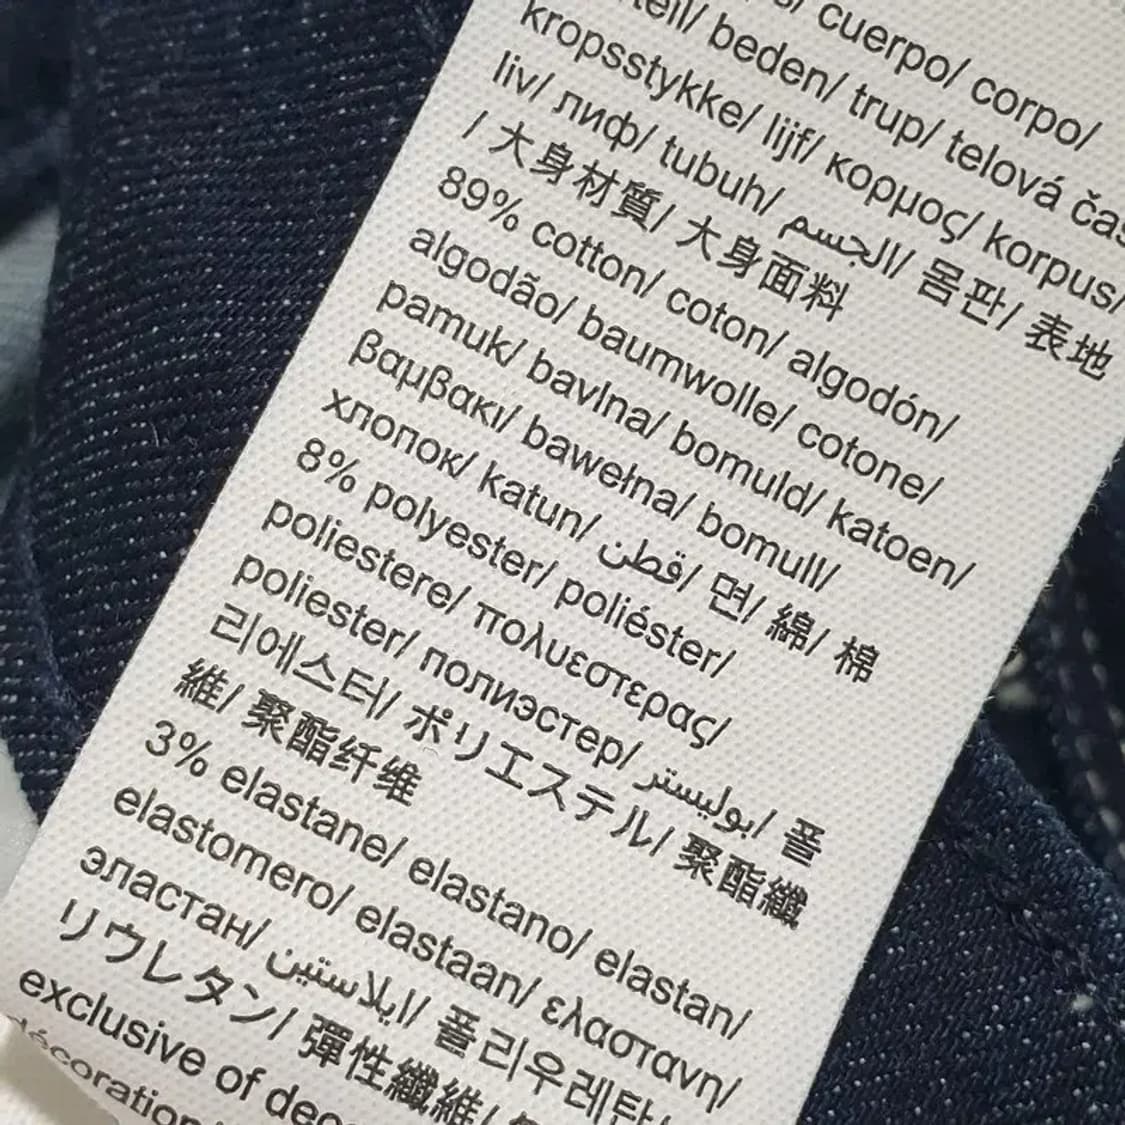 cuerpo/ corpo/
beden/ trup/ telová
kropsstykke/ lijf/ κορμος/ korpus/
liv/ лиф/ tubuh/ الجسم/ 몸판/ 表地
/ 大身材質/ 大身面料
89% cotton/ coton/ algodón/
algodão/ baumwolle/ cotone/
pamuk/ bavlna/ bomuld/ katoen/
βαμβακι/ bawełna/ bomull/
хлопок/ katun/ قطن/ 면/ 綿/ 棉
8% polyester/ poliéster/
poliestere/ πολυεστερας/
poliester/ полиэстер/ بوليستر/ 폴
리에스터/ ポリエステル/ 聚酯纖
維/ 聚酯纤维
3% elastane/ elastano/ elastan/
elastomero/ elastaan/ ελαστανη/
эластан/ ايلاستين/ 폴리우레탄/
リウレタン/ 彈性纖維/
exclusive of
décoration